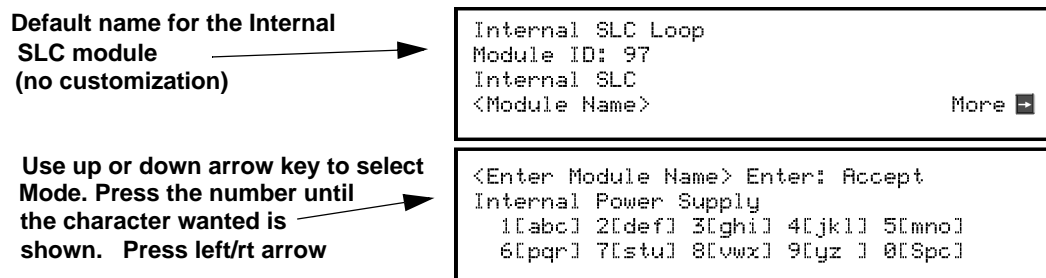 Default name for the Internal
SLC module
(no customization)
Internal SLC Loop
Module ID: 97
Internal SLC
<Module Name> More →
Use up or down arrow key to select
Mode. Press the number until
the character wanted is
shown. Press left/rt arrow
<Enter Module Name> Enter: Accept
Internal Power Supply
1[abc] 2[def] 3[ghi] 4[jkl] 5[mno]
6[pqr] 7[stu] 8[vwx] 9[yz ] 0[Spc]